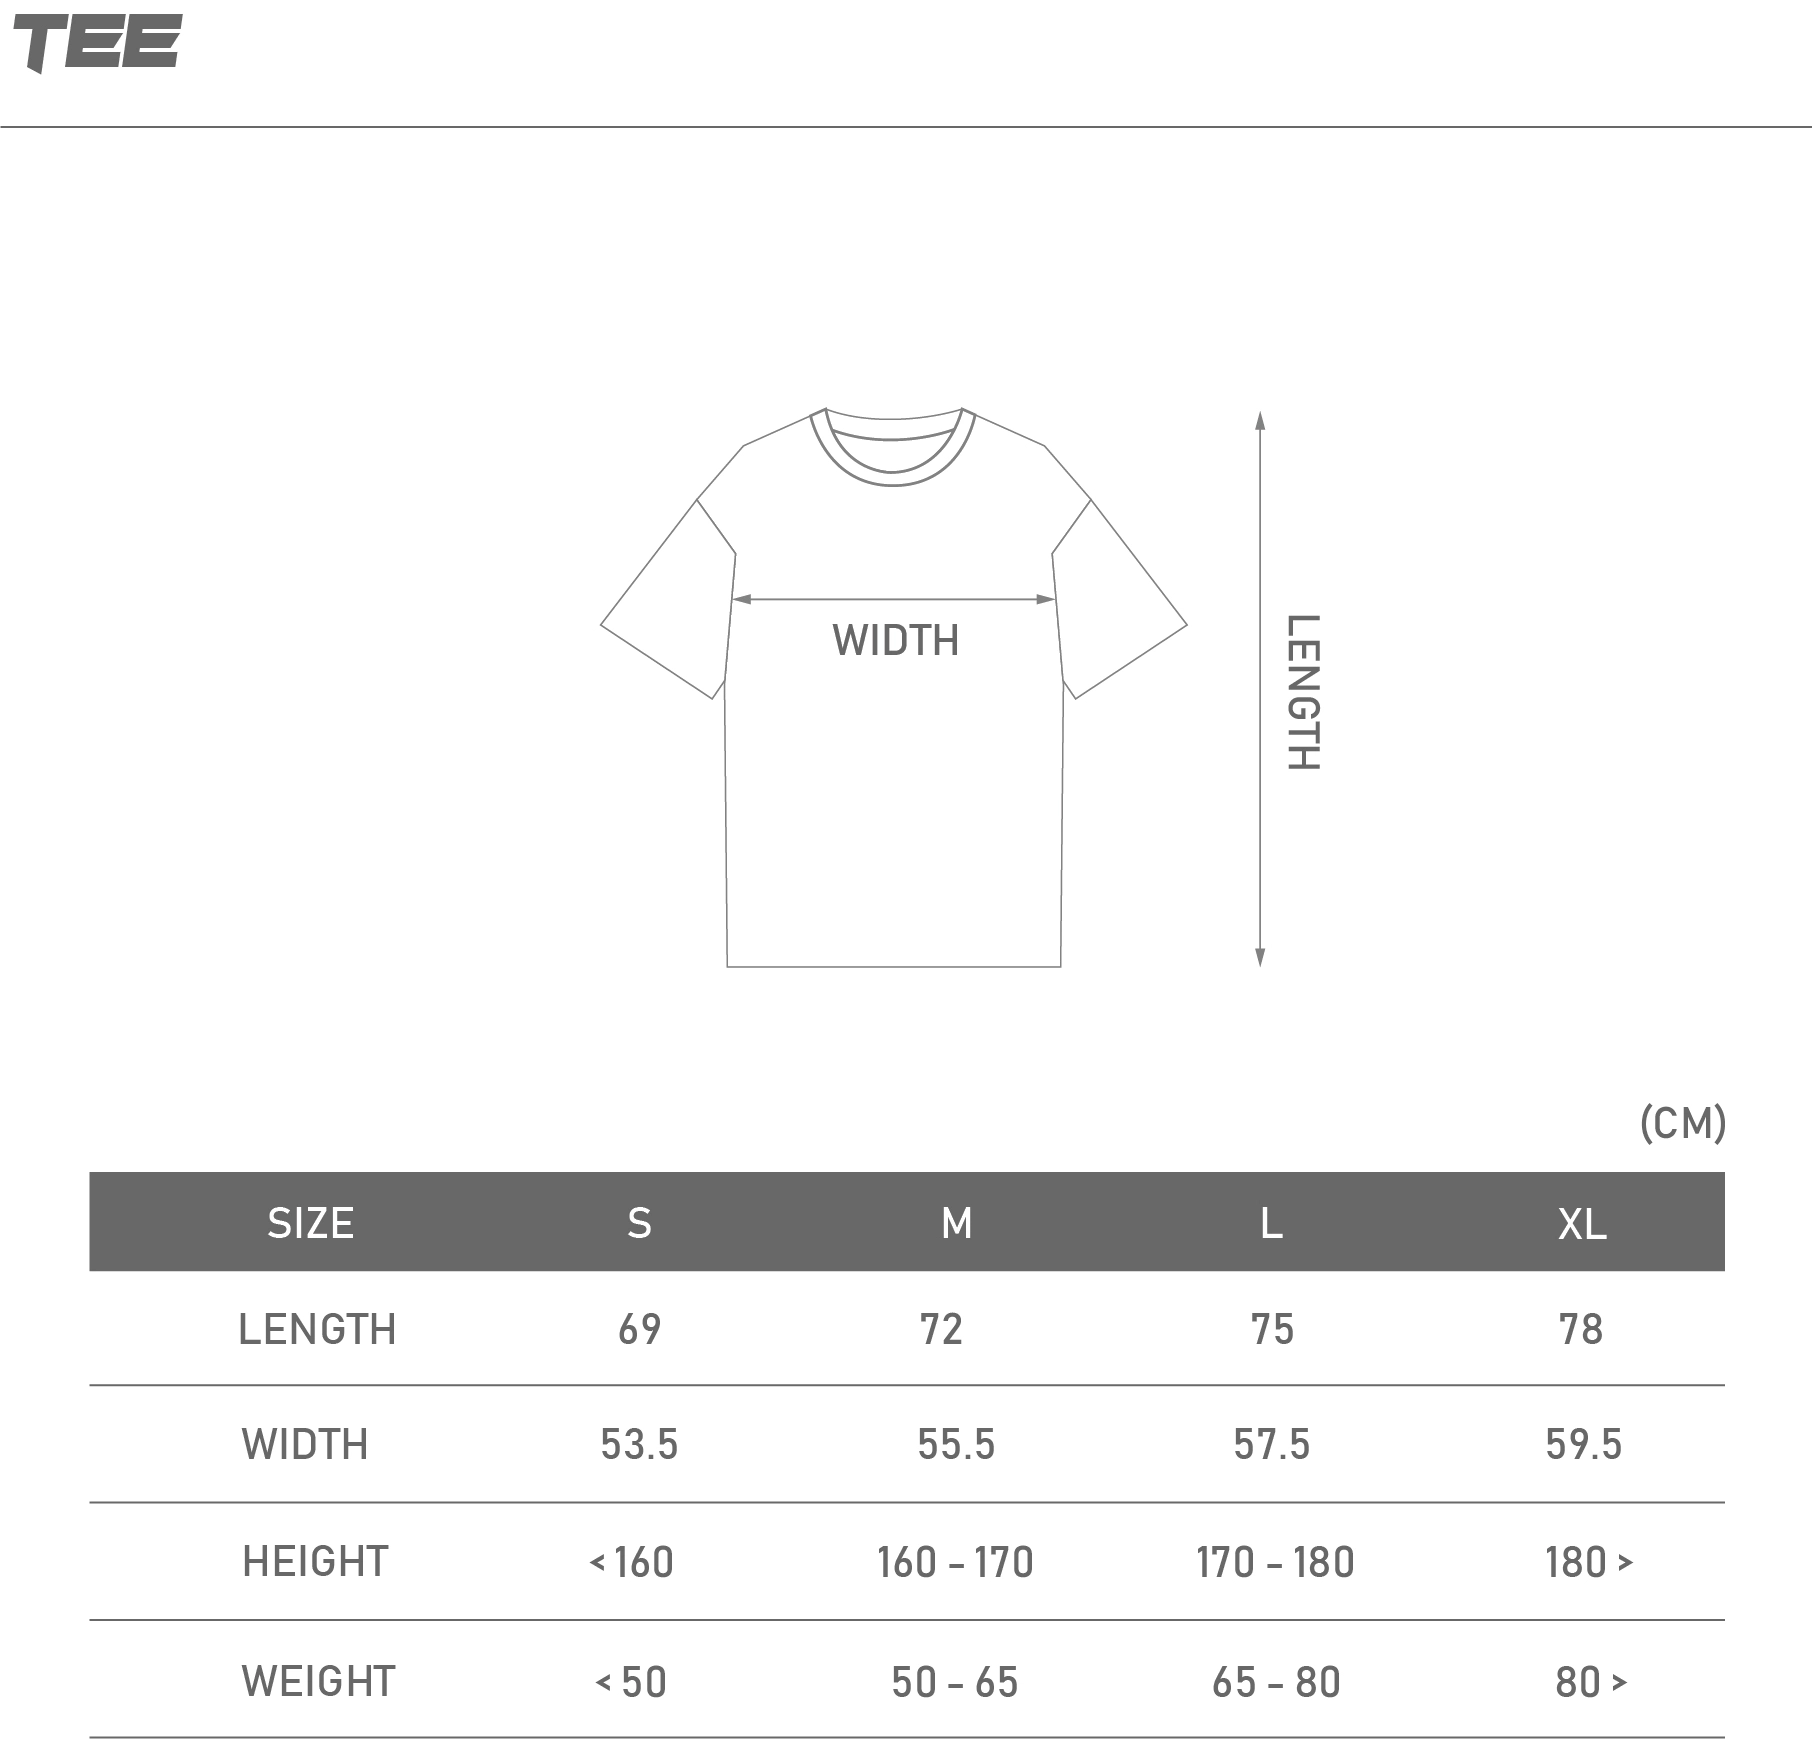 TEE
WIDTH
LENGTH
(CM)
SIZE S M L XL
LENGTH 69 72 75 78
WIDTH 53.5 55.5 57.5 59.5
HEIGHT < 160 160 - 170 170 - 180 180 >
WEIGHT < 50 50 - 65 65 - 80 80 >